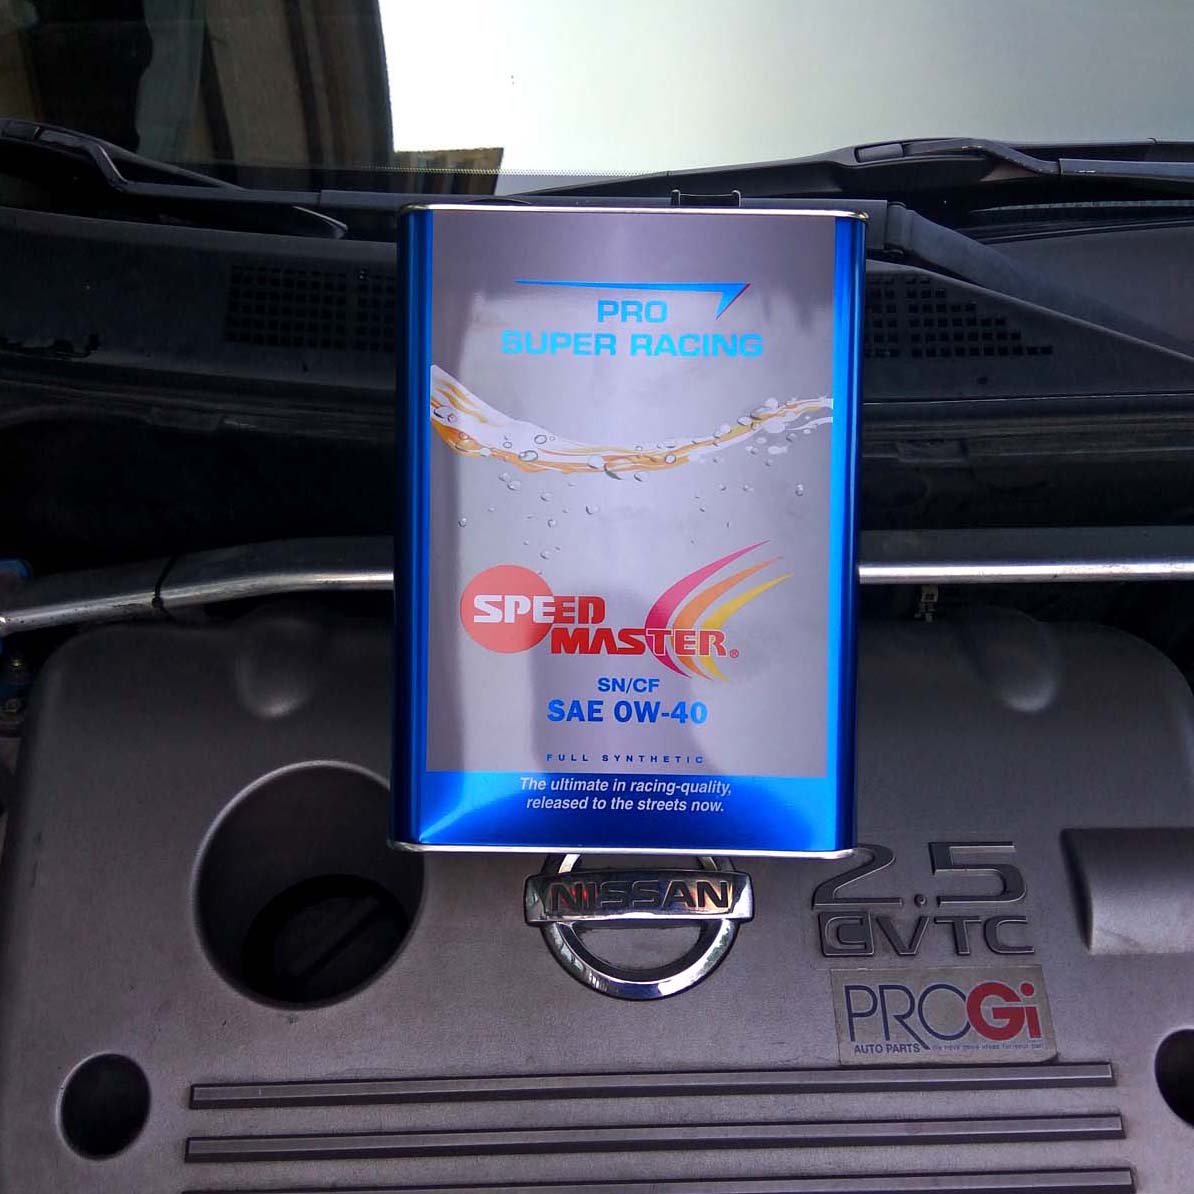 PRO
SUPER RACING
SPEED
MASTER®
SN/CF
SAE 0W-40
FULL SYNTHETIC
The ultimate in racing-quality,
released to the streets now.
NISSAN
2.5
CVTC
PROGi
AUTO PARTS